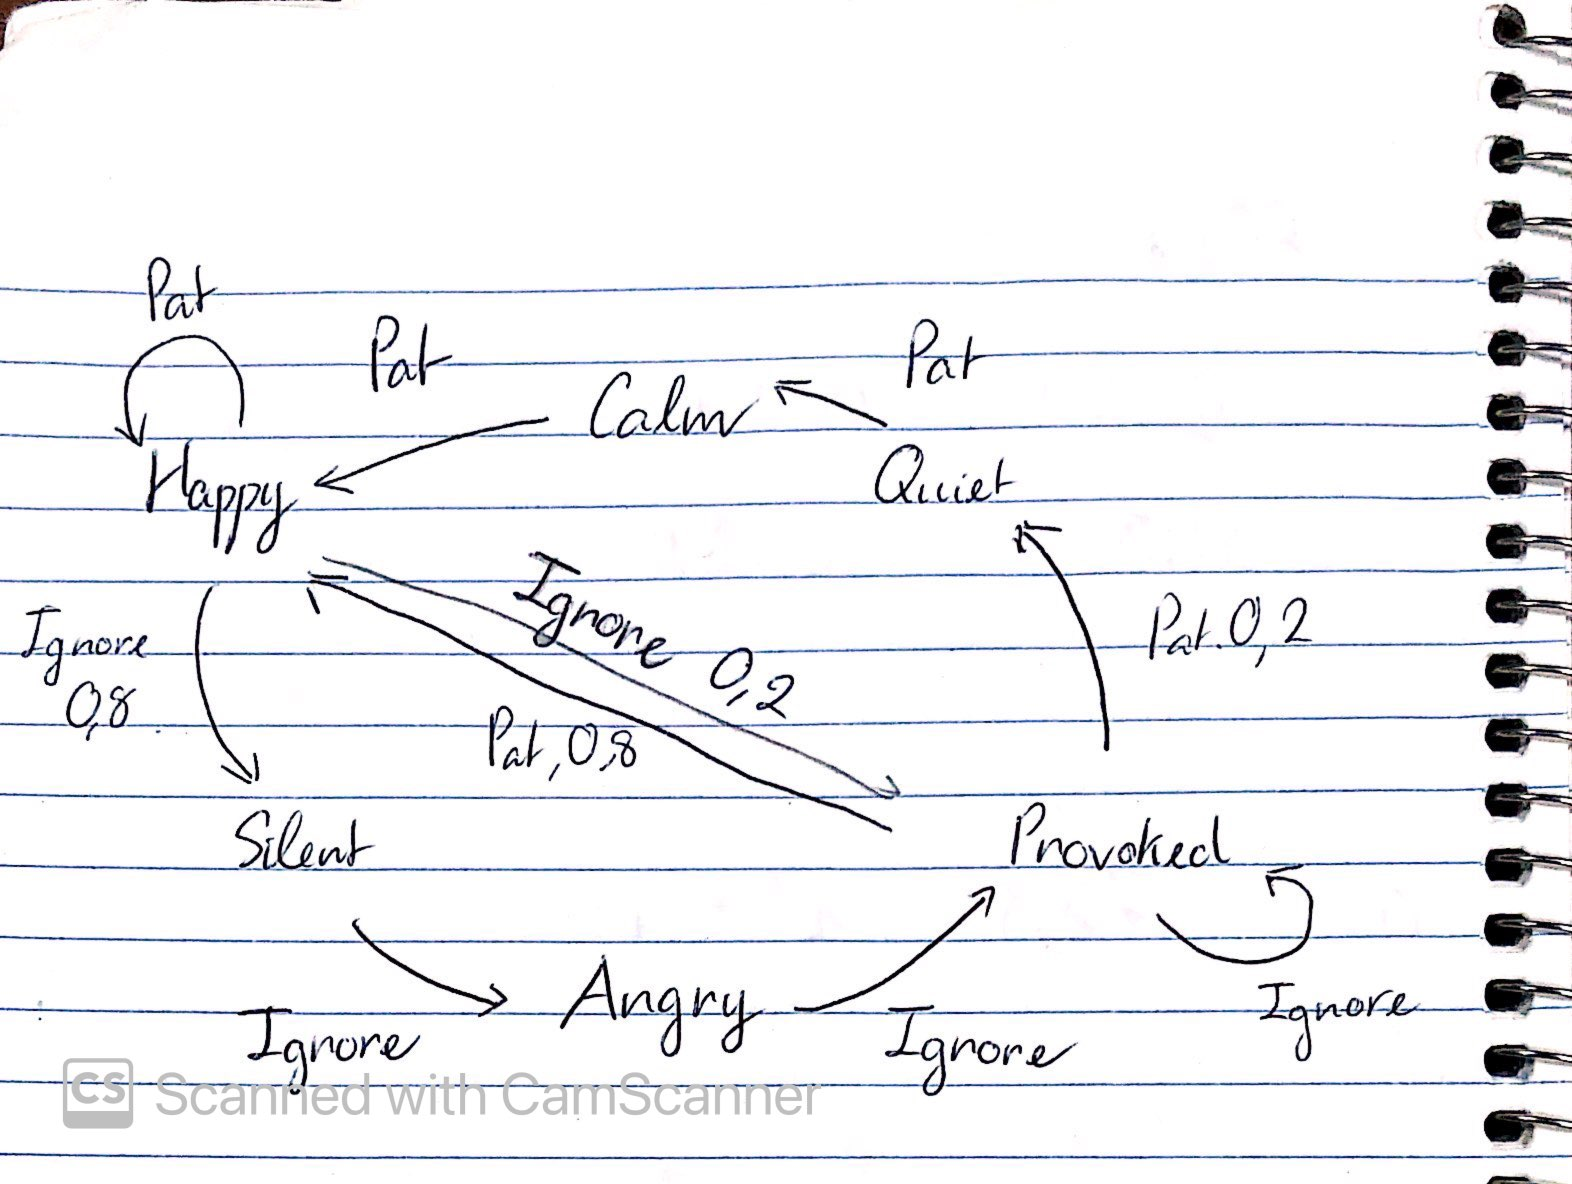 Pat
Pat
Pat
Calm
Happy
Quiet
Ignore 0,2
Ignore
0,8
Pat. 0,2
Pat, 0,8
Silent
Provoked
Angry
Ignore
Ignore
Ignore
CS Scanned with CamScanner